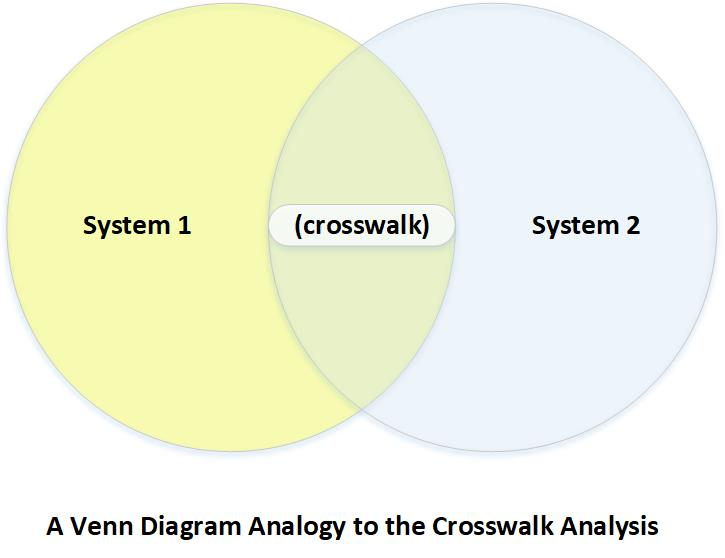 System 1
(crosswalk)
System 2
A Venn Diagram Analogy to the Crosswalk Analysis